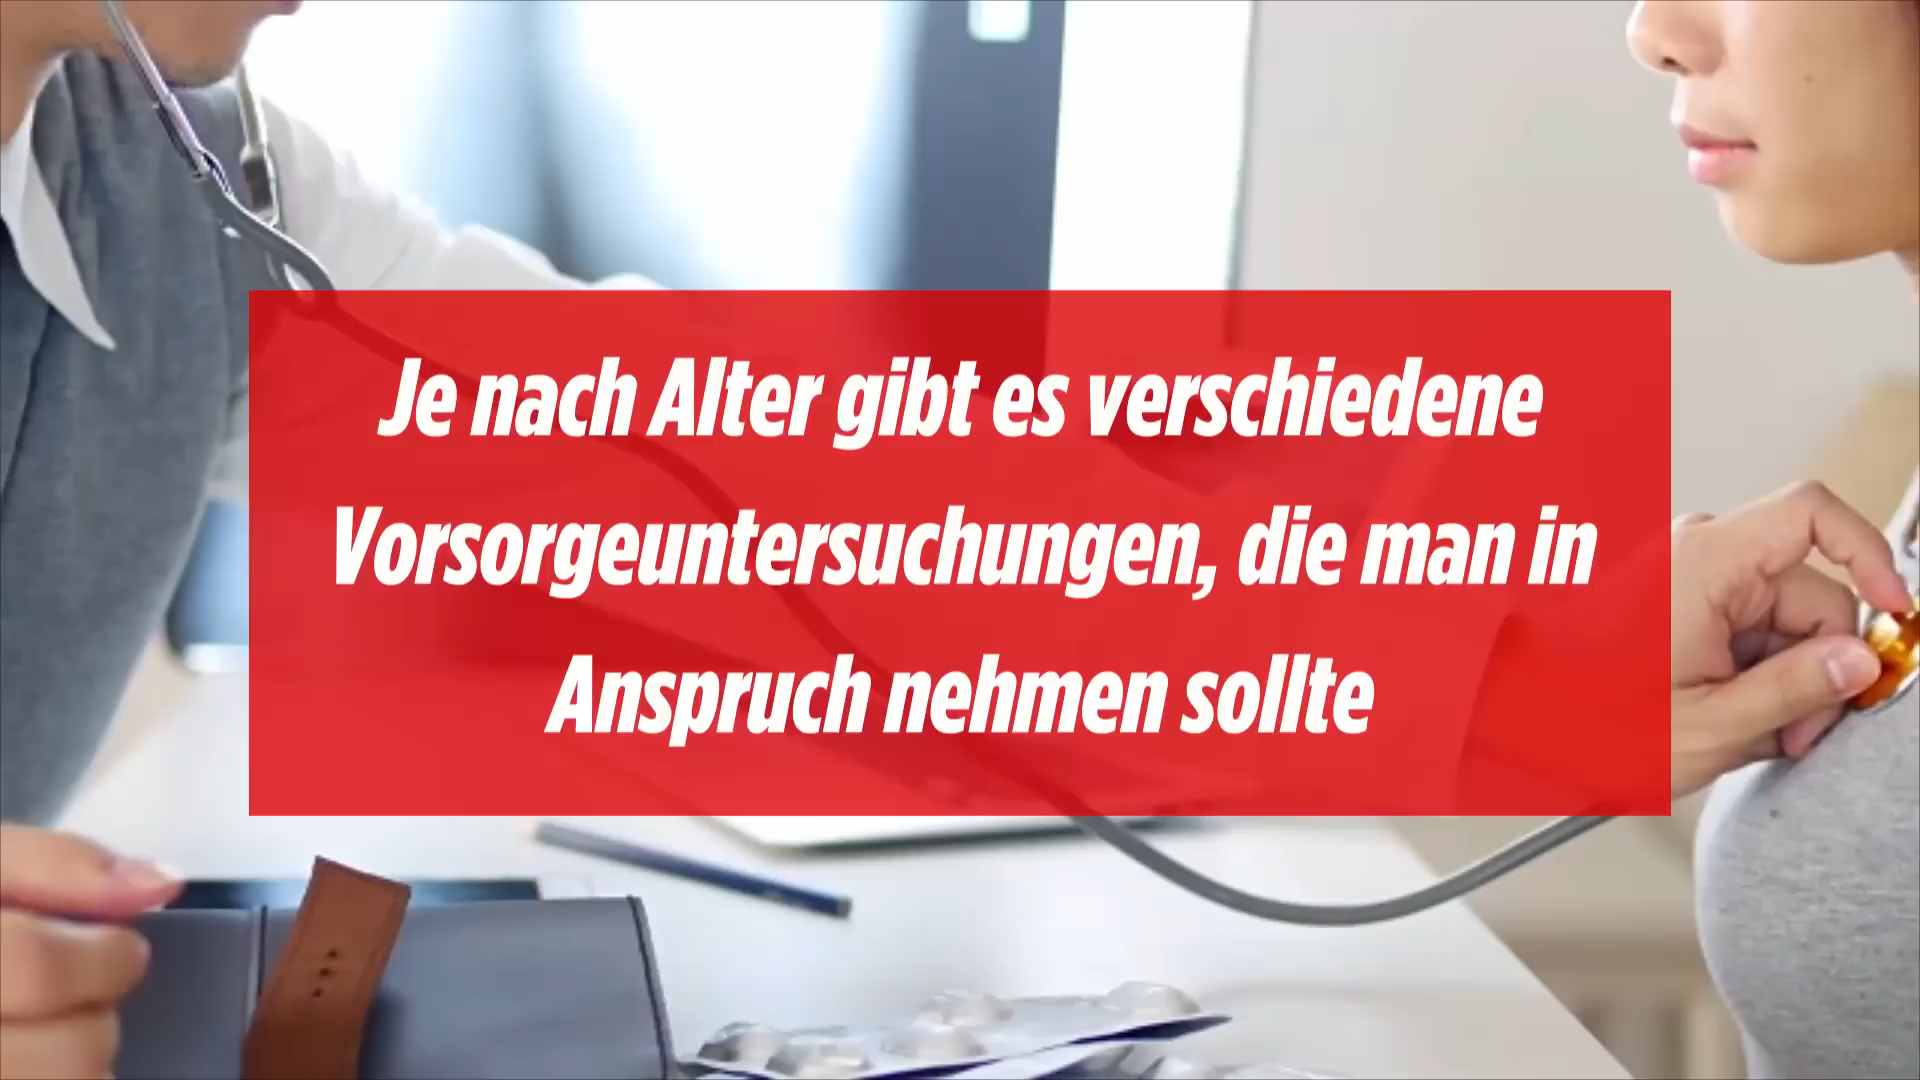 Je nach Alter gibt es verschiedene
Vorsorgeuntersuchungen, die man in
Anspruch nehmen sollte